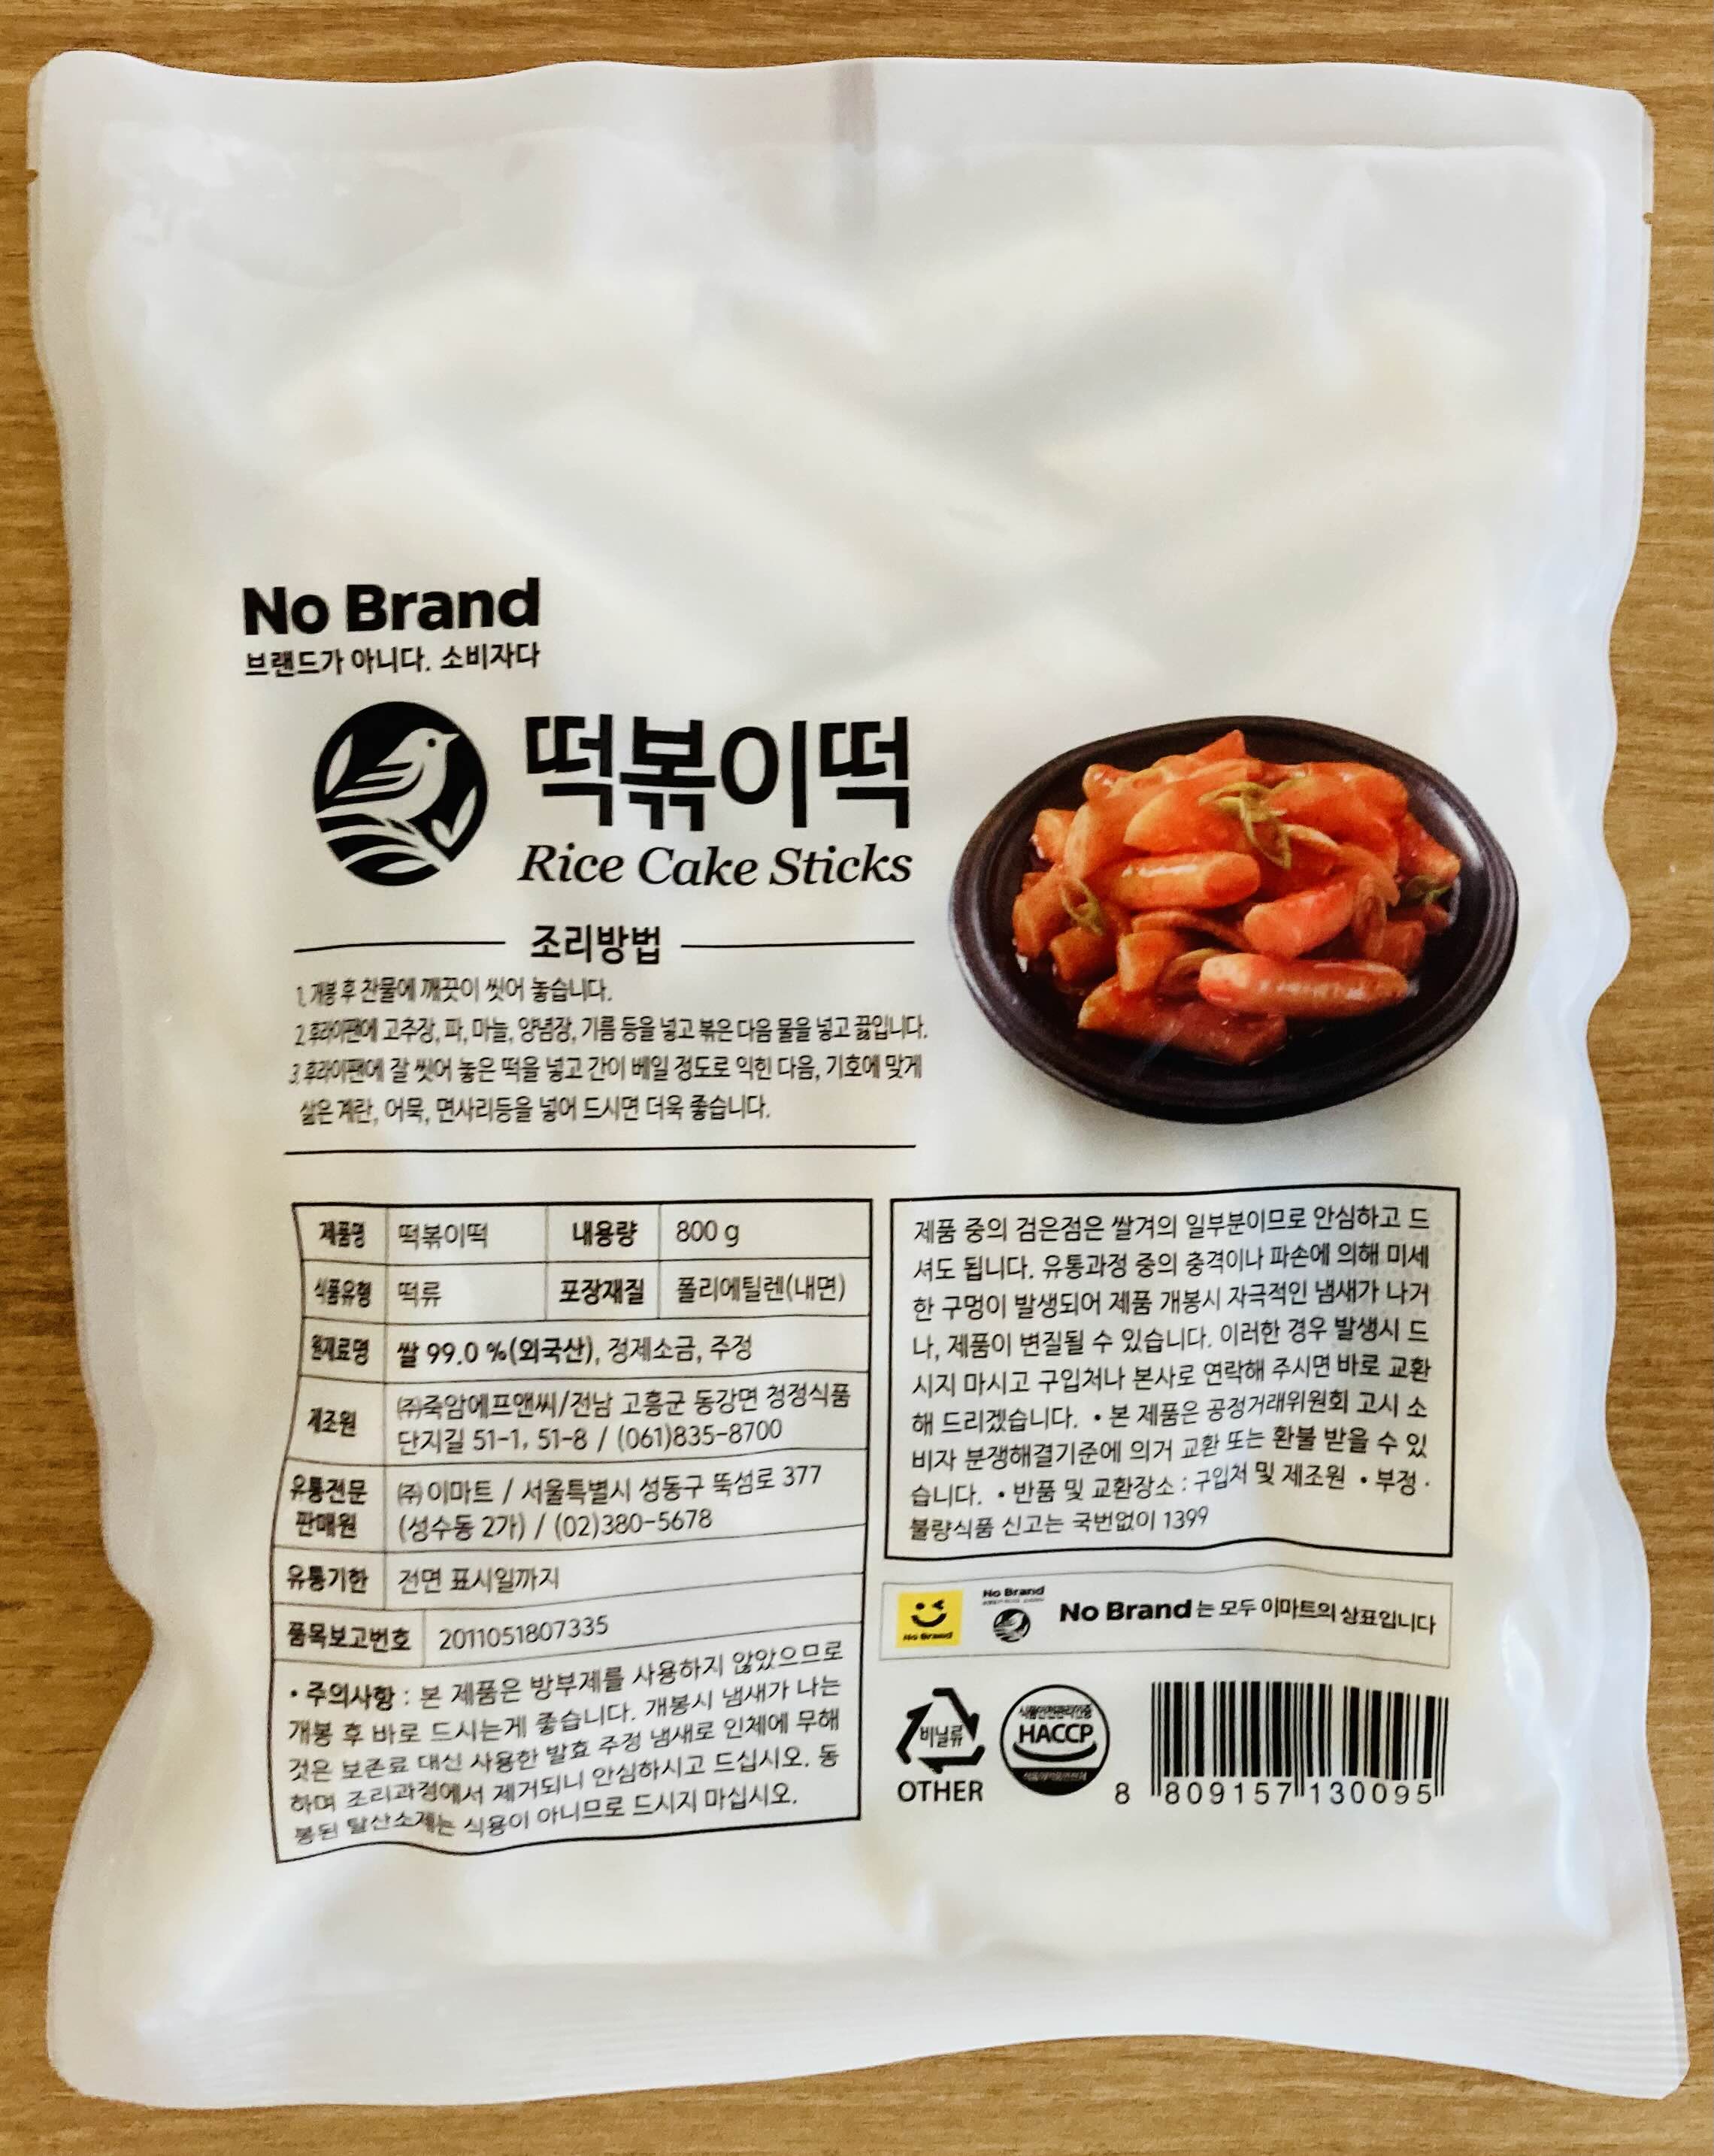 No Brand
브랜드가 아니다. 소비자다
떡볶이떡
Rice Cake Sticks
조리방법
1. 개봉 후 찬물에 깨끗이 씻어 놓습니다.
2. 후라이팬에 고추장, 파, 마늘, 양념장, 기름 등을 넣고 볶은 다음 물을 넣고 끓입니다.
3. 후라이팬에 잘 씻어 놓은 떡을 넣고 간이 베일 정도로 익힌 다음, 기호에 맞게
삶은 계란, 어묵, 면사리등을 넣어 드시면 더욱 좋습니다.
제품명 떡볶이떡 내용량 800 g
식품유형 떡류 포장재질 폴리에틸렌(내면)
원재료명 쌀 99.0 %(외국산), 정제소금, 주정
제조원 ㈜죽암에프앤씨/전남 고흥군 동강면 청정식품
단지길 51-1, 51-8 / (061)835-8700
유통전문 ㈜ 이마트 / 서울특별시 성동구 뚝섬로 377
판매원 (성수동 2가) / (02)380-5678
유통기한 전면 표시일까지
품목보고번호 2011051807335
• 주의사항 : 본 제품은 방부제를 사용하지 않았으므로
개봉 후 바로 드시는게 좋습니다. 개봉시 냄새가 나는
것은 보존료 대신 사용한 발효 주정 냄새로 인체에 무해
하며 조리과정에서 제거되니 안심하시고 드십시오. 동
봉된 탈산소제는 식용이 아니므로 드시지 마십시오.
제품 중의 검은점은 쌀겨의 일부분이므로 안심하고 드
셔도 됩니다. 유통과정 중의 충격이나 파손에 의해 미세
한 구멍이 발생되어 제품 개봉시 자극적인 냄새가 나거
나, 제품이 변질될 수 있습니다. 이러한 경우 발생시 드
시지 마시고 구입처나 본사로 연락해 주시면 바로 교환
해 드리겠습니다. • 본 제품은 공정거래위원회 고시 소
비자 분쟁해결기준에 의거 교환 또는 환불 받을 수 있
습니다. • 반품 및 교환장소 : 구입처 및 제조원 • 부정 ·
불량식품 신고는 국번없이 1399
No Brand
No Brand
No Brand는 모두 이마트의 상표입니다
비닐류
OTHER
식품안전관리인증
HACCP
8 809157 130095